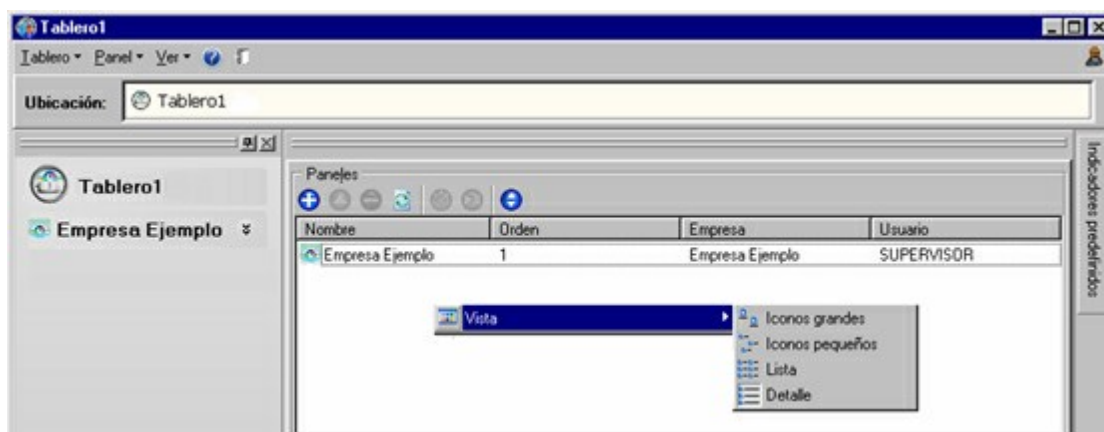 Tablero1
Tablero Panel Ver
Ubicación: Tablero1
Tablero1
Empresa Ejemplo
Paneles
Nombre Orden Empresa Usuario
Empresa Ejemplo 1 Empresa Ejemplo SUPERVISOR
Vista
Iconos grandes
Iconos pequeños
Lista
Detalle
Indicadores predefinidos